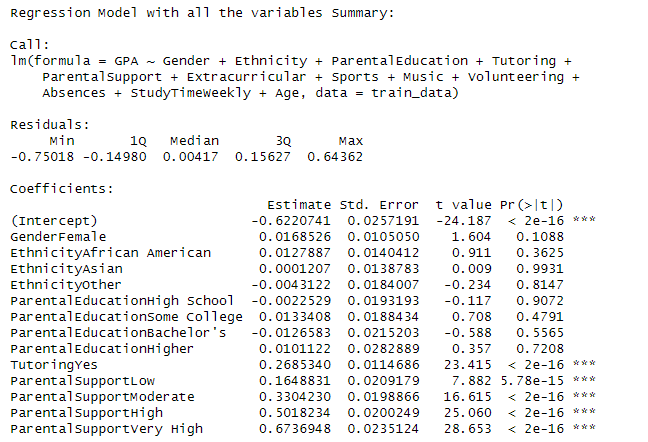 Regression Model with all the variables Summary:
Call:
lm(formula = GPA ~ Gender + Ethnicity + ParentalEducation + Tutoring +
ParentalSupport + Extracurricular + Sports + Music + Volunteering +
Absences + StudyTimeWeekly + Age, data = train_data)
Residuals:
Min 1Q Median 3Q Max
-0.75018 -0.14980 0.00417 0.15627 0.64362
Coefficients:
Estimate Std. Error t value Pr(>|t|)
(Intercept) -0.6220741 0.0257191 -24.187 < 2e-16 ***
GenderFemale 0.0168526 0.0105050 1.604 0.1088
EthnicityAfrican American 0.0127887 0.0140412 0.911 0.3625
EthnicityAsian 0.0001207 0.0138783 0.009 0.9931
EthnicityOther -0.0043122 0.0184007 -0.234 0.8147
ParentalEducationHigh School -0.0022529 0.0193193 -0.117 0.9072
ParentalEducationSome College 0.0133408 0.0188434 0.708 0.4791
ParentalEducationBachelor's -0.0126583 0.0215203 -0.588 0.5565
ParentalEducationHigher 0.0101122 0.0282889 0.357 0.7208
TutoringYes 0.2685340 0.0114686 23.415 < 2e-16 ***
ParentalSupportLow 0.1648831 0.0209179 7.882 5.78e-15 ***
ParentalSupportModerate 0.3304230 0.0198866 16.615 < 2e-16 ***
ParentalSupportHigh 0.5018234 0.0200249 25.060 < 2e-16 ***
ParentalSupportVery High 0.6736948 0.0235124 28.653 < 2e-16 ***